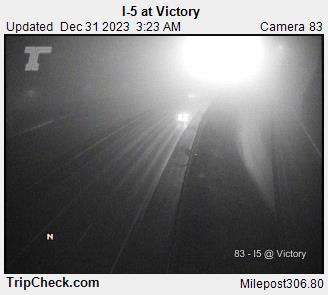 I-5 at Victory
Updated Dec 31 2023 3:23 AM Camera 83
N
83 - I5 @ Victory
TripCheck.com Milepost306.80